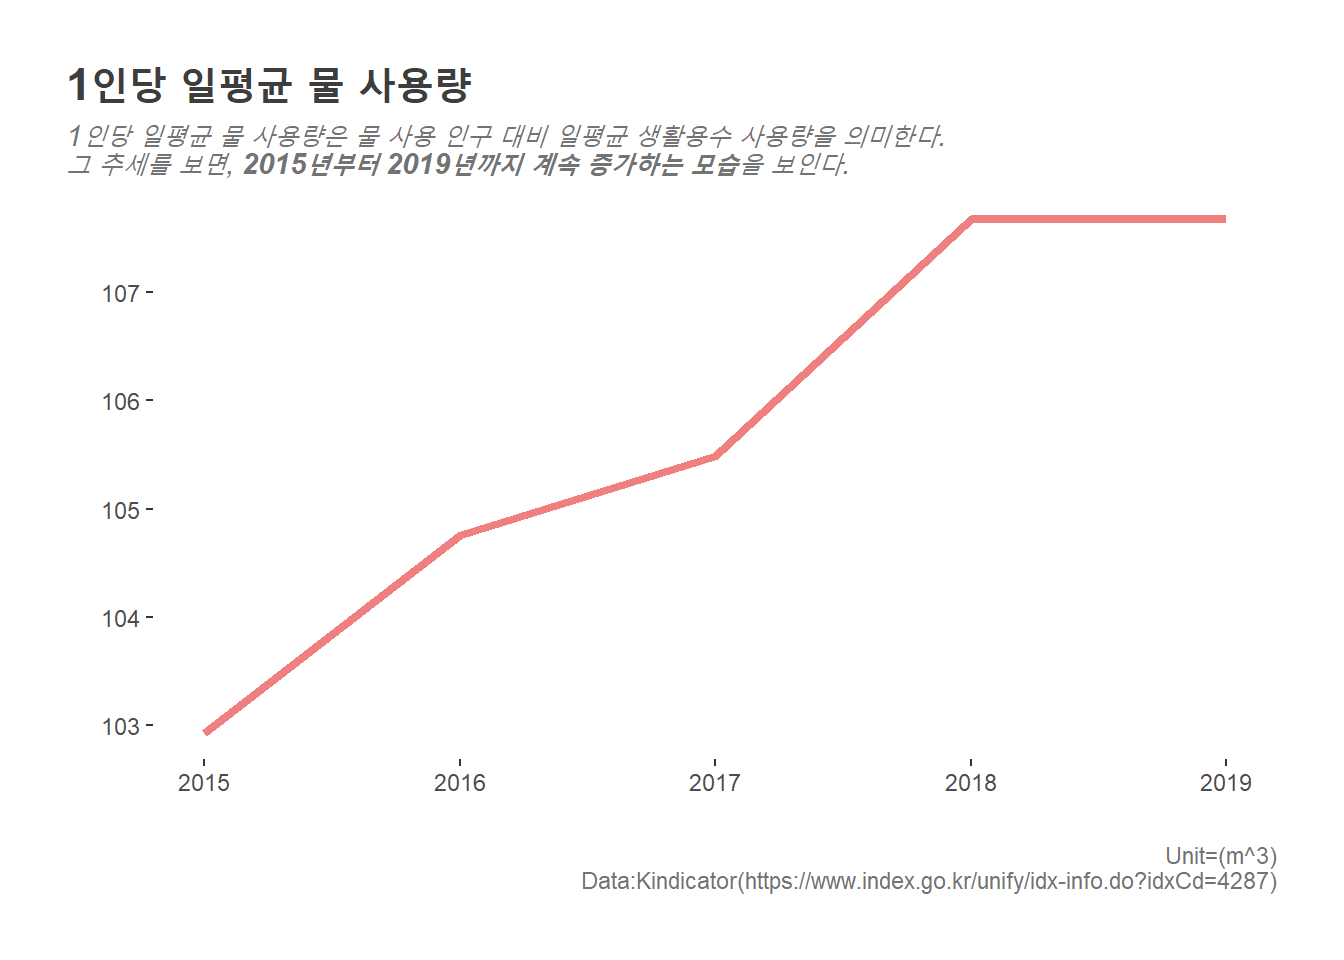 1인당 일평균 물 사용량
1인당 일평균 물 사용량은 물 사용 인구 대비 일평균 생활용수 사용량을 의미한다.
그 추세를 보면, 2015년부터 2019년까지 계속 증가하는 모습을 보인다.
107
106
105
104
103
2015 2016 2017 2018 2019
Unit=(m^3)
Data:Kindicator(https://www.index.go.kr/unify/idx-info.do?idxCd=4287)